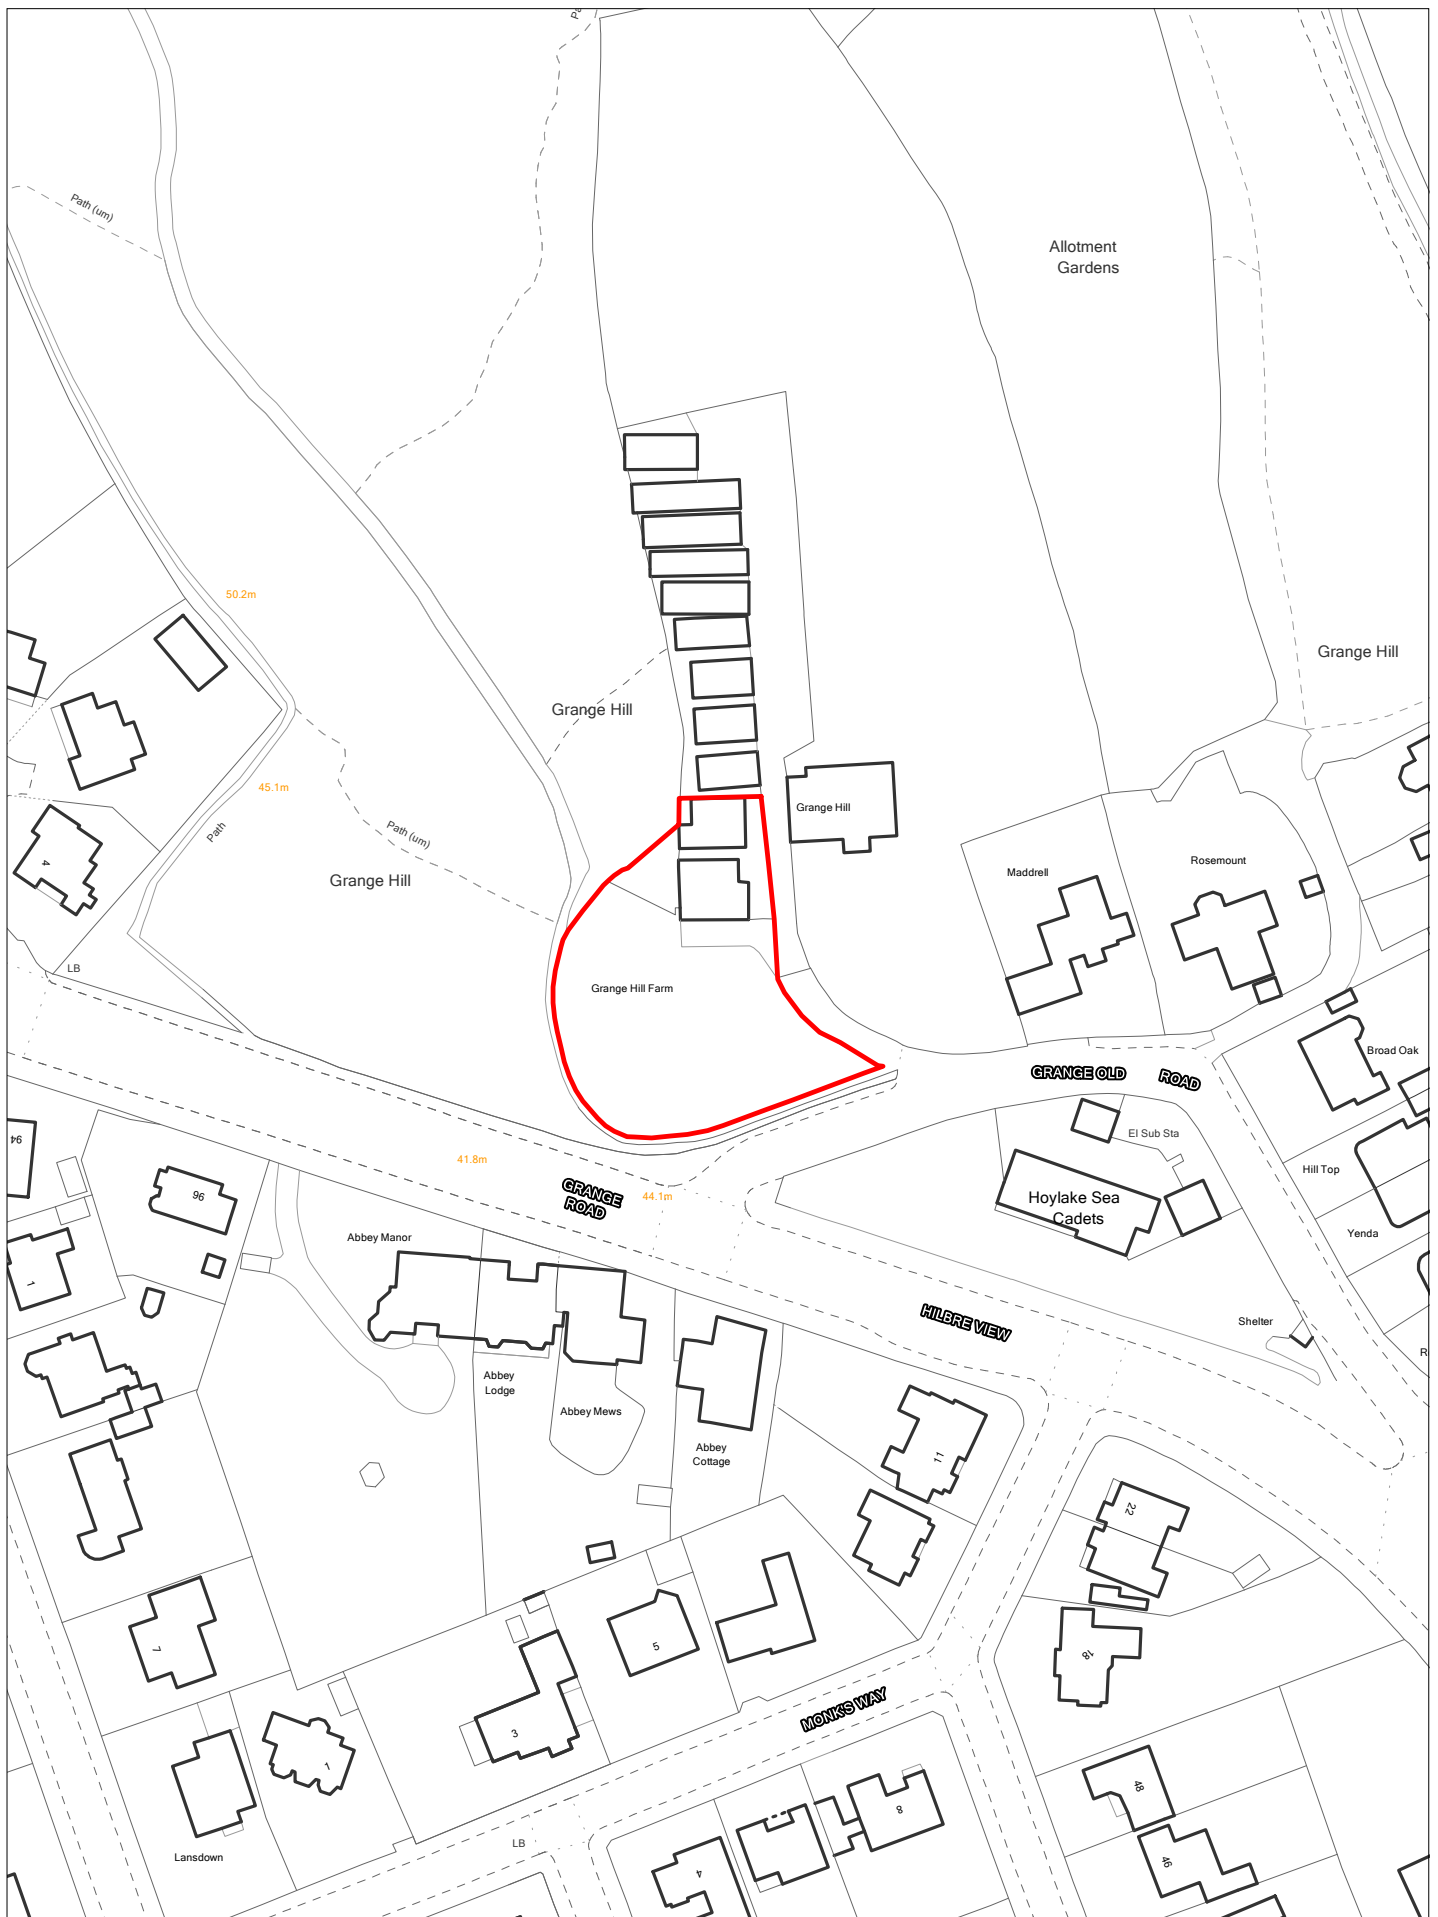 Path (um)
Allotment
Gardens
50.2m
Grange Hill
Grange Hill
45.1m
Path
Path (um)
Grange Hill
Grange Hill
Maddrell
Rosemount
4
LB
Grange Hill Farm
Broad Oak
GRANGE OLD ROAD
El Sub Sta
94
96
41.8m
44.1m
GRANGE
ROAD
Hoylake Sea
Cadets
Hill Top
Yenda
Abbey Manor
1
HILBRE VIEW
Shelter
R
Abbey
Lodge
Abbey Mews
Abbey
Cottage
11
22
7
5
3
18
MONK'S WAY
1
48
8
46
4
LB
Lansdown